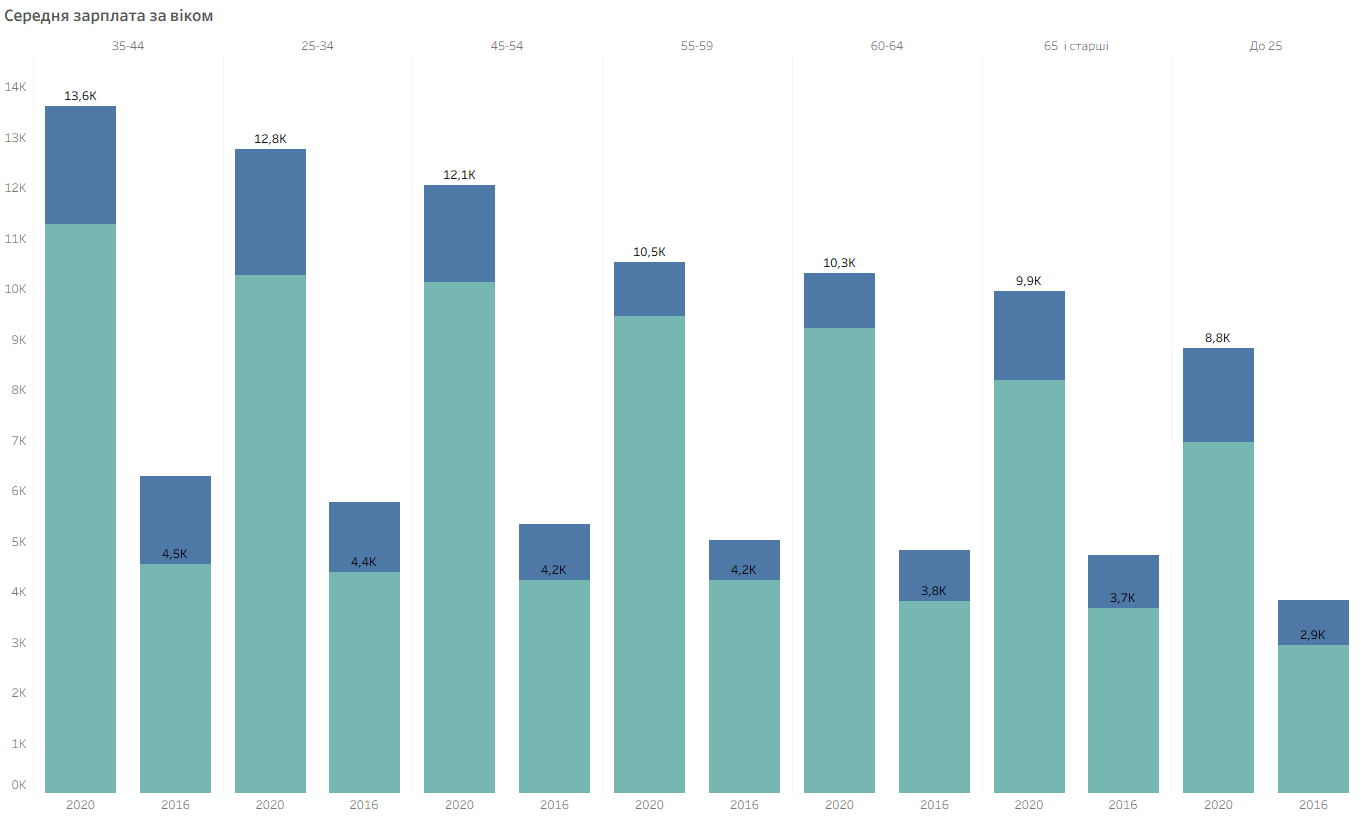 Середня зарплата за віком
35-44 25-34 45-54 55-59 60-64 65 і старші До 25
14K
13,6K
13K
12,8K
12K
12,1K
11K
10,5K
10,3K
10K
9,9K
9K
8,8K
8K
7K
6K
5K
4,5K 4,4K 4,2K 4,2K
4K
3,8K 3,7K
3K
2,9K
2K
1K
0K
2020 2016 2020 2016 2020 2016 2020 2016 2020 2016 2020 2016 2020 2016